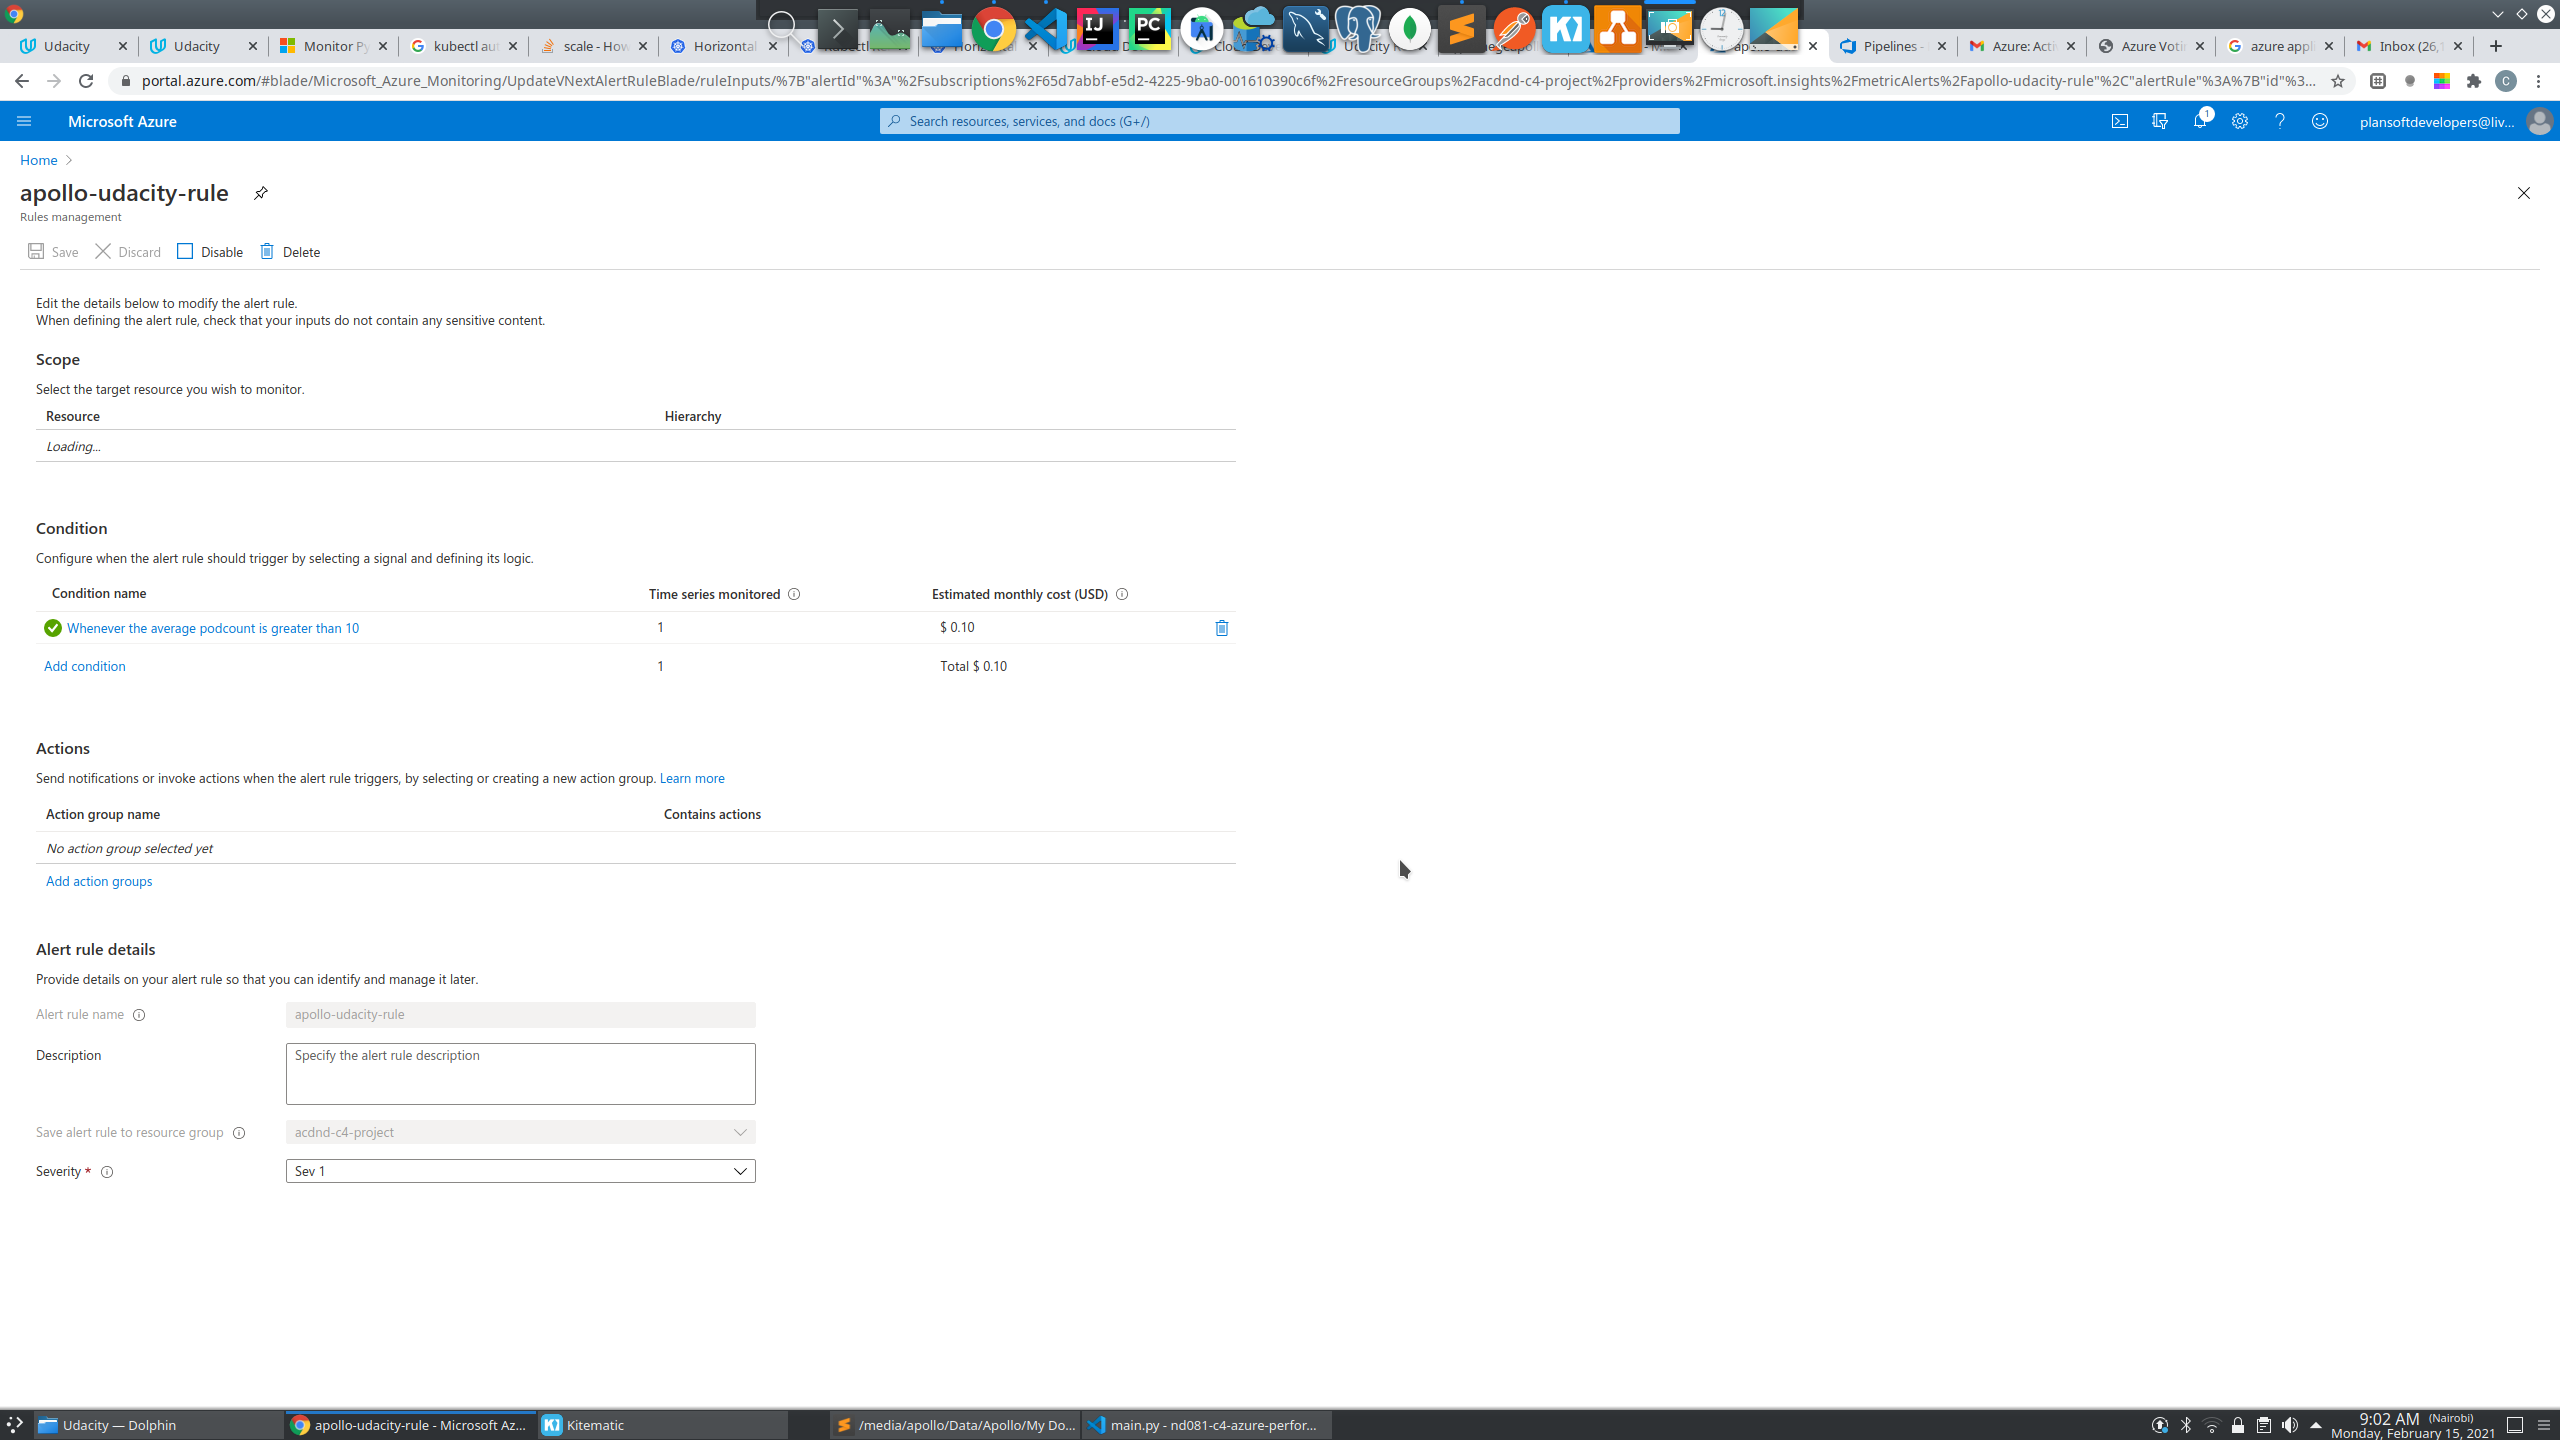 Udacity
Udacity
Monitor Py
kubectl aut
scale - How
Horizontal
Pipelines -
Azure: Acti
Azure Voti
azure appl
Inbox (26,
portal.azure.com/#blade/Microsoft_Azure_Monitoring/UpdateVNextAlertRuleBlade/ruleInputs/%7B"alertId"%3A"%2Fsubscriptions%2F65d7abbf-e5d2-4225-9ba0-001610390c6f%2FresourceGroups%2Facdnd-c4-project%2Fproviders%2Fmicrosoft.insights%2FmetricAlerts%2Fapollo-udacity-rule"%2C"alertRule"%3A%7B"id"%3...
C
Microsoft Azure
Search resources, services, and docs (G+/)
1
plansoftdevelopers@liv...
Home
apollo-udacity-rule
Rules management
Save
Discard
Disable
Delete
Edit the details below to modify the alert rule.
When defining the alert rule, check that your inputs do not contain any sensitive content.
Scope
Select the target resource you wish to monitor.
Resource Hierarchy
Loading...
Condition
Configure when the alert rule should trigger by selecting a signal and defining its logic.
Condition name Time series monitored Estimated monthly cost (USD)
Whenever the average podcount is greater than 10 1 $ 0.10
Add condition 1 Total $ 0.10
Actions
Send notifications or invoke actions when the alert rule triggers, by selecting or creating a new action group. Learn more
Action group name Contains actions
No action group selected yet
Add action groups
Alert rule details
Provide details on your alert rule so that you can identify and manage it later.
Alert rule name apollo-udacity-rule
Description Specify the alert rule description
Save alert rule to resource group acdnd-c4-project
Severity * Sev 1
Udacity — Dolphin
apollo-udacity-rule - Microsoft Az...
Kitematic
/media/apollo/Data/Apollo/My Do...
main.py - nd081-c4-azure-perfor...
9:02 AM (Nairobi)
Monday, February 15, 2021